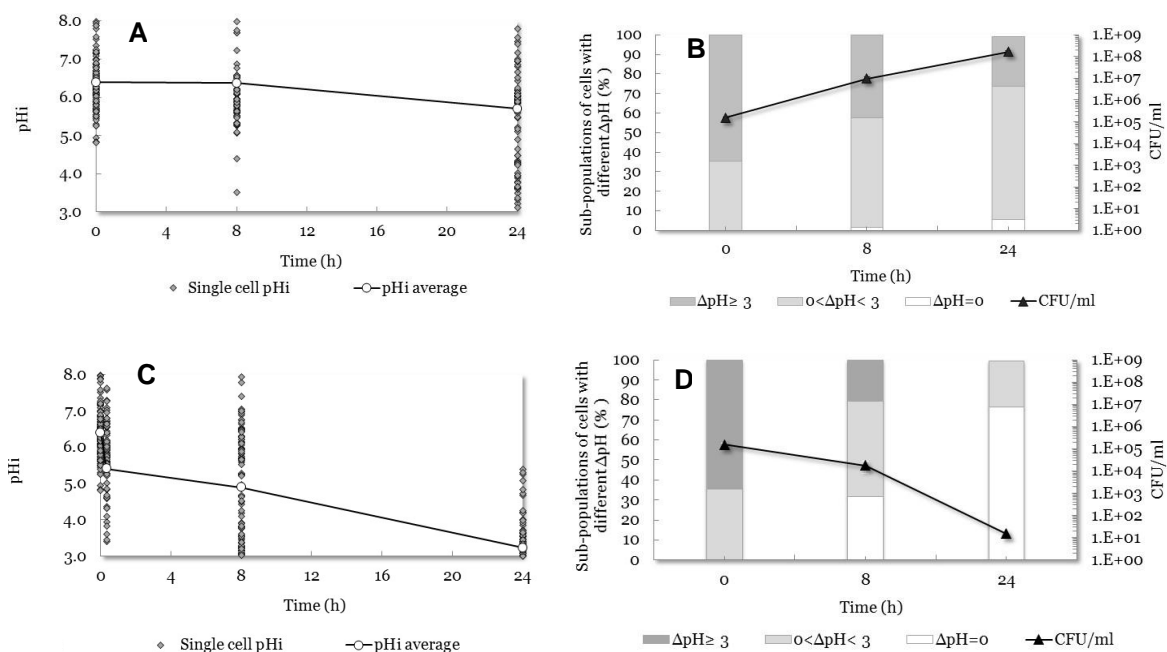 A
8.0
7.0
6.0
5.0
4.0
3.0
pHi
0 4 8 12 16 20 24
Time (h)
Single cell pHi pHi average
B
Sub-populations of cells with
different ΔpH (%)
100
90
80
70
60
50
40
30
20
10
0
1.E+09
1.E+08
1.E+07
1.E+06
1.E+05
1.E+04
1.E+03
1.E+02
1.E+01
1.E+00
CFU/ml
0 8 24
Time (h)
ΔpH≥ 3 0<ΔpH< 3 ΔpH=0 CFU/ml
C
8.0
7.0
6.0
5.0
4.0
3.0
pHi
0 4 8 12 16 20 24
Time (h)
Single cell pHi pHi average
D
Sub-populations of cells with
different ΔpH (%)
100
90
80
70
60
50
40
30
20
10
0
1.E+09
1.E+08
1.E+07
1.E+06
1.E+05
1.E+04
1.E+03
1.E+02
1.E+01
1.E+00
CFU/ml
0 8 24
Time (h)
ΔpH≥ 3 0<ΔpH< 3 ΔpH=0 CFU/ml